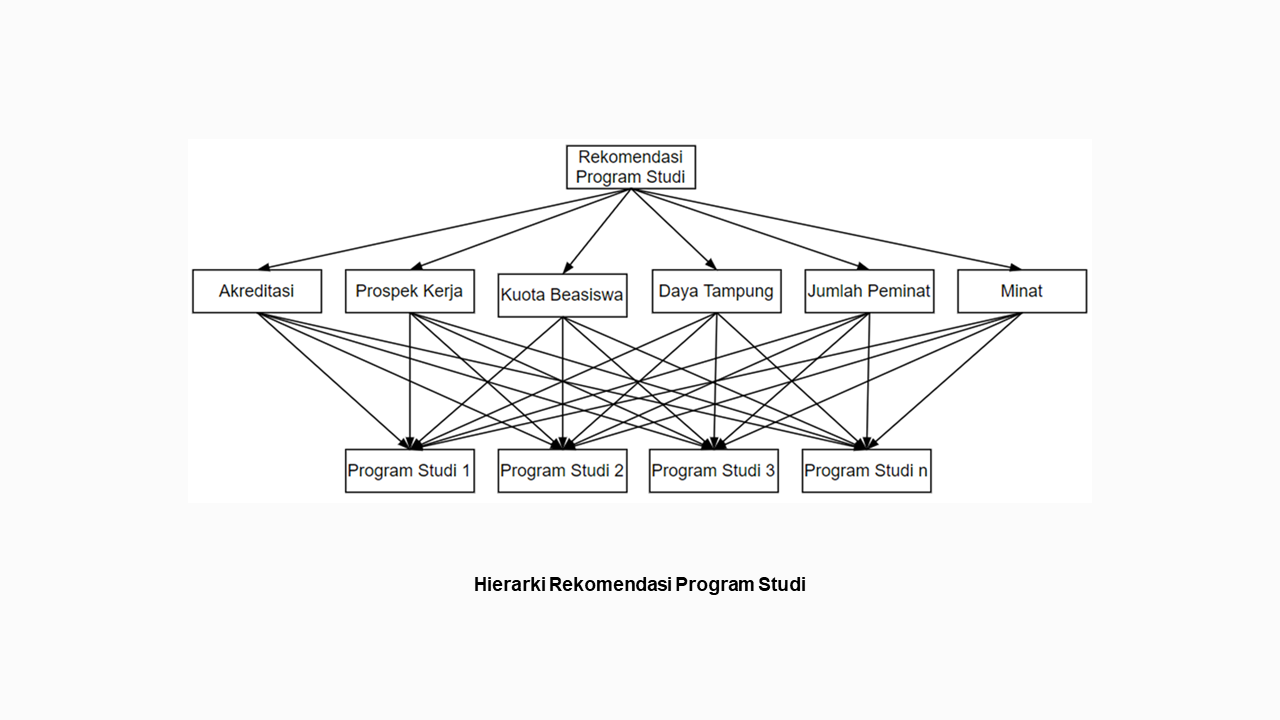 Rekomendasi
Program Studi
Akreditasi
Prospek Kerja
Kuota Beasiswa
Daya Tampung
Jumlah Peminat
Minat
Program Studi 1
Program Studi 2
Program Studi 3
Program Studi n
Hierarki Rekomendasi Program Studi